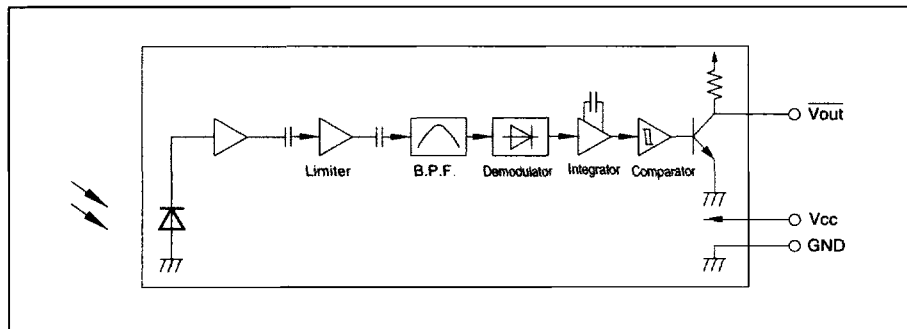 Limiter
B.P.F.
Demodulator
Integrator
Comparator
Vout
Vcc
GND